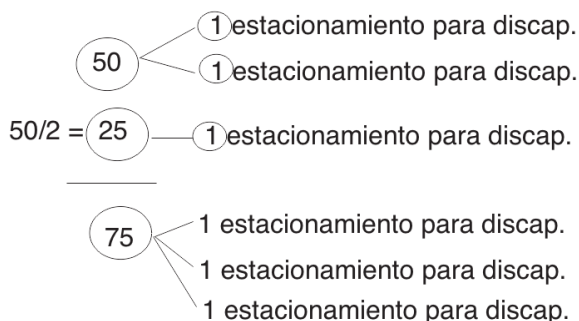 1 estacionamiento para discap.
50
1 estacionamiento para discap.
50/2 = 25
1 estacionamiento para discap.
75
1 estacionamiento para discap.
1 estacionamiento para discap.
1 estacionamiento para discap.